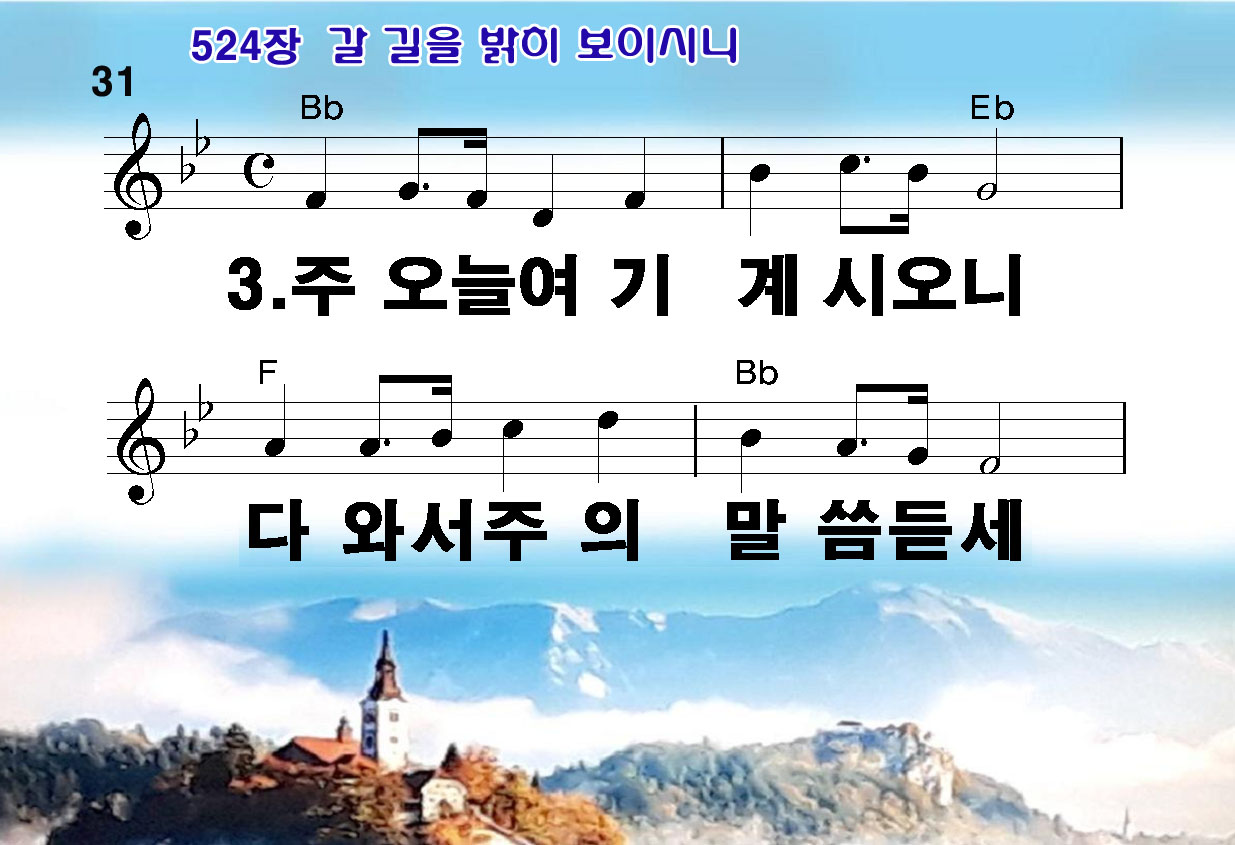 524장 갈 길을 밝히 보이시니
31
Bb Eb
3.주 오늘여 기 계 시오니
F Bb
다 와서주 의 말 씀듣세